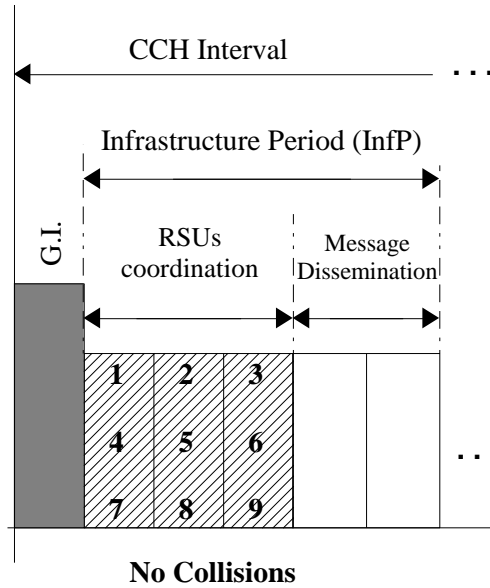 CCH Interval
. . .
Infrastructure Period (InfP)
G.I.
RSUs
coordination
Message
Dissemination
1 2 3
4 5 6
7 8 9
. .
No Collisions